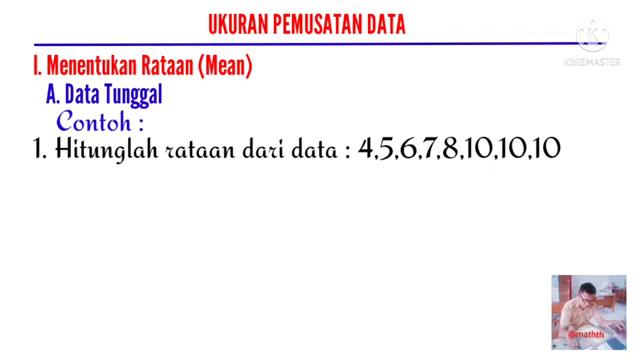 UKURAN PEMUSATAN DATA
KINEMASTER
I. Menentukan Rataan (Mean)
A. Data Tunggal
Contoh :
1. Hitunglah rataan dari data : 4,5,6,7,8,10,10,10
@mathth